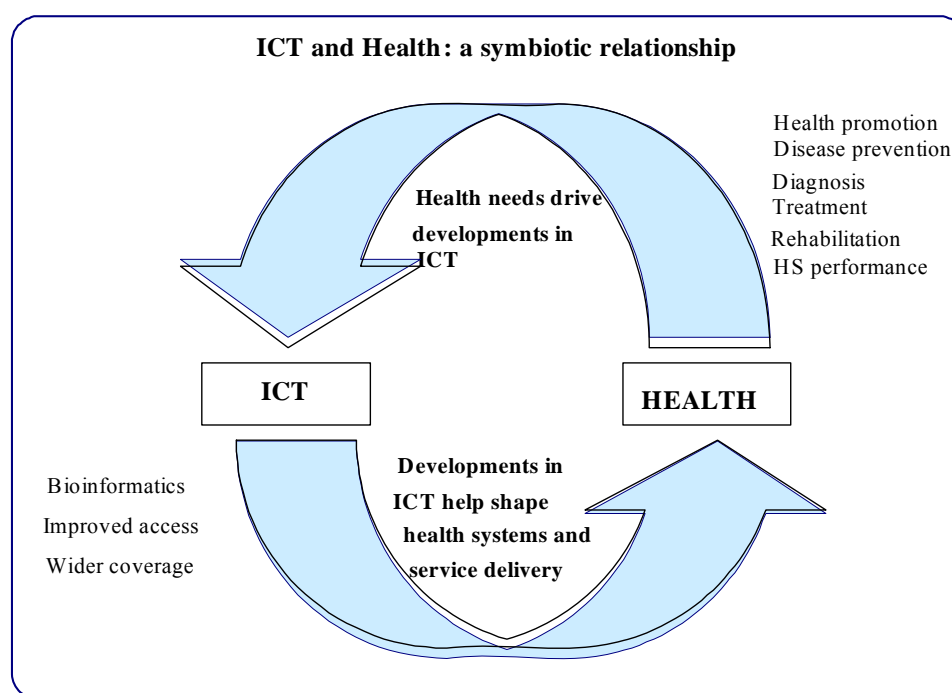 ICT and Health: a symbiotic relationship
Health promotion
Disease prevention
Diagnosis
Treatment
Rehabilitation
HS performance
Health needs drive
developments in
ICT
ICT
HEALTH
Bioinformatics
Improved access
Wider coverage
Developments in
ICT help shape
health systems and
service delivery